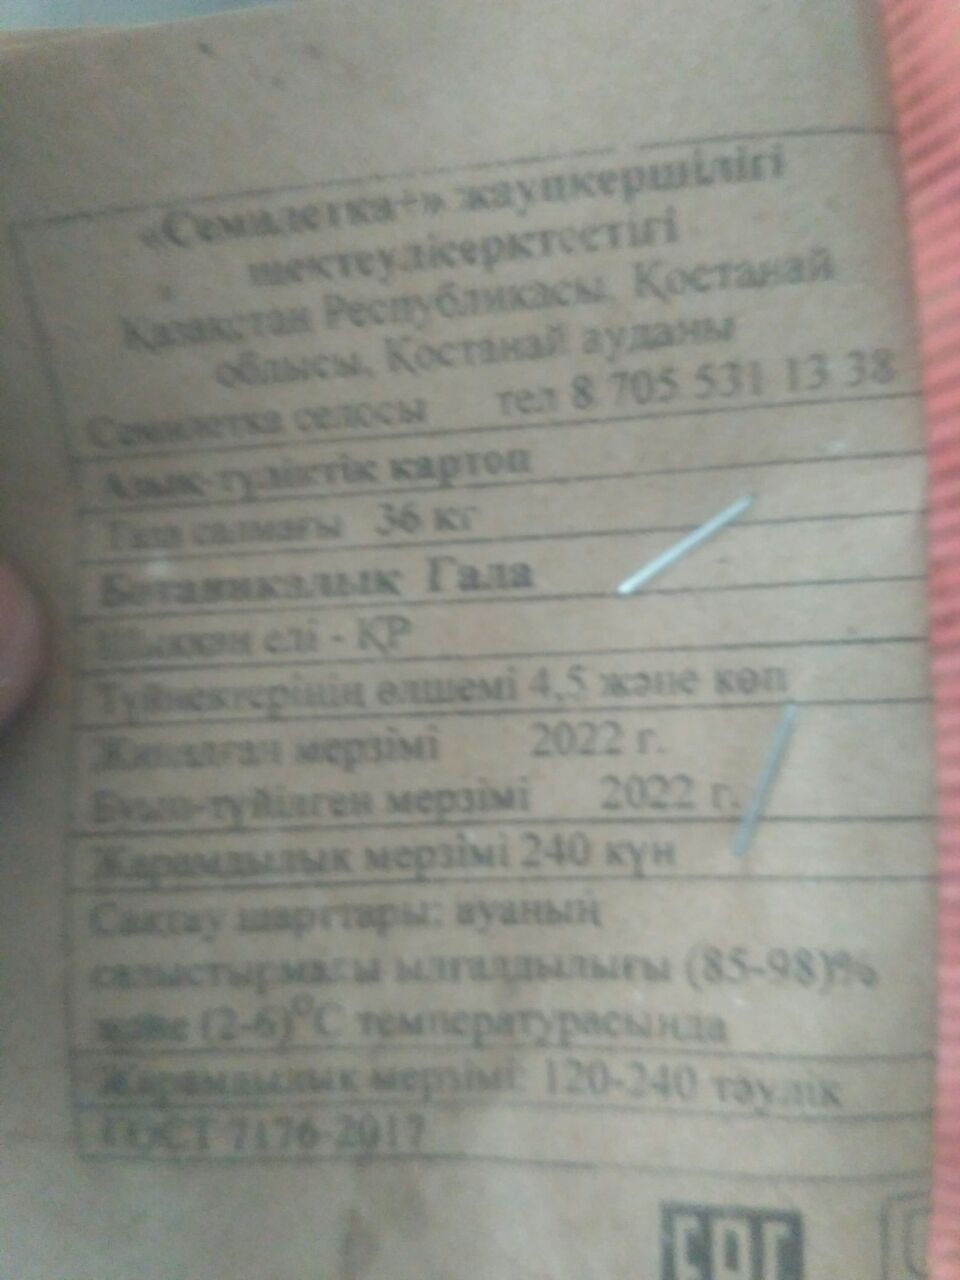 «Семилетка+» жаупкершілігі
шектеулісерктсетігі
Қазақстан Республикасы, Қостанай
облысы, Қостанай ауданы
Семилетка селосы тел 8 705 531 13 38
Азық-түліктік картоп
Таза салмағы 36 кг
Ботаникалық Гала
Шыққан елі - ҚР
Түйнектерінің өлшемі 4,5 және көп
Жиналған мерзімі 2022 г.
Буып-түйілген мерзімі 2022 г.
Жарамдылық мерзімі 240 күн
Сақтау шарттары: ауаның
салыстырмалы ылғалдылығы (85-98)%
және (2-6)°С температурасында
Жарамдылық мерзімі: 120-240 тәулік
ГОСТ 7176-2017
EAC